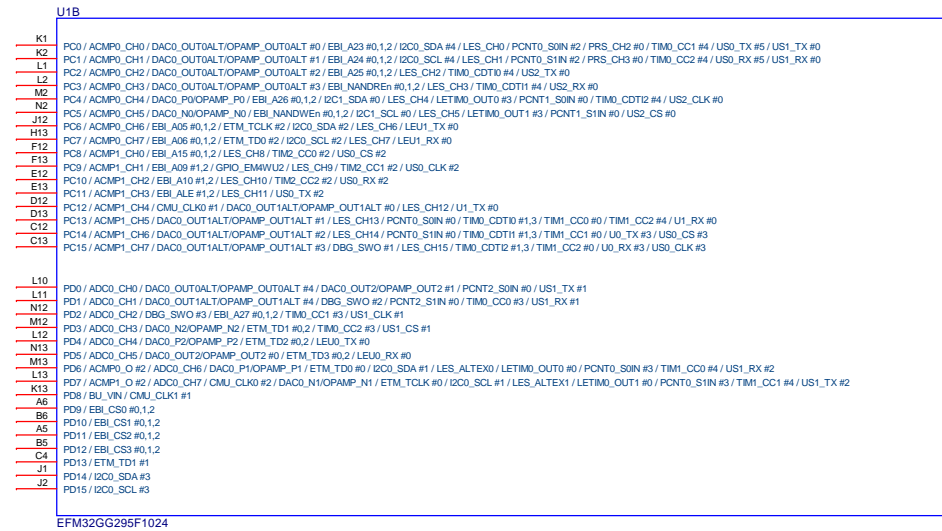 U1B
K1 PC0 / ACMP0_CH0 / DAC0_OUT0ALT/OPAMP_OUT0ALT #0 / EBI_A23 #0,1,2 / I2C0_SDA #4 / LES_CH0 / PCNT0_S0IN #2 / PRS_CH2 #0 / TIM0_CC1 #4 / US0_TX #5 / US1_TX #0
K2 PC1 / ACMP0_CH1 / DAC0_OUT0ALT/OPAMP_OUT0ALT #1 / EBI_A24 #0,1,2 / I2C0_SCL #4 / LES_CH1 / PCNT0_S1IN #2 / PRS_CH3 #0 / TIM0_CC2 #4 / US0_RX #5 / US1_RX #0
L1 PC2 / ACMP0_CH2 / DAC0_OUT0ALT/OPAMP_OUT0ALT #2 / EBI_A25 #0,1,2 / LES_CH2 / TIM0_CDTI0 #4 / US2_TX #0
L2 PC3 / ACMP0_CH3 / DAC0_OUT0ALT/OPAMP_OUT0ALT #3 / EBI_NANDREn #0,1,2 / LES_CH3 / TIM0_CDTI1 #4 / US2_RX #0
M2 PC4 / ACMP0_CH4 / DAC0_P0/OPAMP_P0 / EBI_A26 #0,1,2 / I2C1_SDA #0 / LES_CH4 / LETIM0_OUT0 #3 / PCNT1_S0IN #0 / TIM0_CDTI2 #4 / US2_CLK #0
N2 PC5 / ACMP0_CH5 / DAC0_N0/OPAMP_N0 / EBI_NANDWEn #0,1,2 / I2C1_SCL #0 / LES_CH5 / LETIM0_OUT1 #3 / PCNT1_S1IN #0 / US2_CS #0
J12 PC6 / ACMP0_CH6 / EBI_A05 #0,1,2 / ETM_TCLK #2 / I2C0_SDA #2 / LES_CH6 / LEU1_TX #0
H13 PC7 / ACMP0_CH7 / EBI_A06 #0,1,2 / ETM_TD0 #2 / I2C0_SCL #2 / LES_CH7 / LEU1_RX #0
F12 PC8 / ACMP1_CH0 / EBI_A15 #0,1,2 / LES_CH8 / TIM2_CC0 #2 / US0_CS #2
F13 PC9 / ACMP1_CH1 / EBI_A09 #1,2 / GPIO_EM4WU2 / LES_CH9 / TIM2_CC1 #2 / US0_CLK #2
E12 PC10 / ACMP1_CH2 / EBI_A10 #1,2 / LES_CH10 / TIM2_CC2 #2 / US0_RX #2
E13 PC11 / ACMP1_CH3 / EBI_ALE #1,2 / LES_CH11 / US0_TX #2
D12 PC12 / ACMP1_CH4 / CMU_CLK0 #1 / DAC0_OUT1ALT/OPAMP_OUT1ALT #0 / LES_CH12 / U1_TX #0
D13 PC13 / ACMP1_CH5 / DAC0_OUT1ALT/OPAMP_OUT1ALT #1 / LES_CH13 / PCNT0_S0IN #0 / TIM0_CDTI0 #1,3 / TIM1_CC0 #0 / TIM1_CC2 #4 / U1_RX #0
C12 PC14 / ACMP1_CH6 / DAC0_OUT1ALT/OPAMP_OUT1ALT #2 / LES_CH14 / PCNT0_S1IN #0 / TIM0_CDTI1 #1,3 / TIM1_CC1 #0 / U0_TX #3 / US0_CS #3
C13 PC15 / ACMP1_CH7 / DAC0_OUT1ALT/OPAMP_OUT1ALT #3 / DBG_SWO #1 / LES_CH15 / TIM0_CDTI2 #1,3 / TIM1_CC2 #0 / U0_RX #3 / US0_CLK #3
L10 PD0 / ADC0_CH0 / DAC0_OUT0ALT/OPAMP_OUT0ALT #4 / DAC0_OUT2/OPAMP_OUT2 #1 / PCNT2_S0IN #0 / US1_TX #1
L11 PD1 / ADC0_CH1 / DAC0_OUT1ALT/OPAMP_OUT1ALT #4 / DBG_SWO #2 / PCNT2_S1IN #0 / TIM0_CC0 #3 / US1_RX #1
N12 PD2 / ADC0_CH2 / DBG_SWO #3 / EBI_A27 #0,1,2 / TIM0_CC1 #3 / US1_CLK #1
M12 PD3 / ADC0_CH3 / DAC0_N2/OPAMP_N2 / ETM_TD1 #0,2 / TIM0_CC2 #3 / US1_CS #1
L12 PD4 / ADC0_CH4 / DAC0_P2/OPAMP_P2 / ETM_TD2 #0,2 / LEU0_TX #0
N13 PD5 / ADC0_CH5 / DAC0_OUT2/OPAMP_OUT2 #0 / ETM_TD3 #0,2 / LEU0_RX #0
M13 PD6 / ACMP0_O #2 / ADC0_CH6 / DAC0_P1/OPAMP_P1 / ETM_TD0 #0 / I2C0_SDA #1 / LES_ALTEX0 / LETIM0_OUT0 #0 / PCNT0_S0IN #3 / TIM1_CC0 #4 / US1_RX #2
L13 PD7 / ACMP1_O #2 / ADC0_CH7 / CMU_CLK0 #2 / DAC0_N1/OPAMP_N1 / ETM_TCLK #0 / I2C0_SCL #1 / LES_ALTEX1 / LETIM0_OUT1 #0 / PCNT0_S1IN #3 / TIM1_CC1 #4 / US1_TX #2
K13 PD8 / BU_VIN / CMU_CLK1 #1
A6 PD9 / EBI_CS0 #0,1,2
B6 PD10 / EBI_CS1 #0,1,2
A5 PD11 / EBI_CS2 #0,1,2
B5 PD12 / EBI_CS3 #0,1,2
C4 PD13 / ETM_TD1 #1
J1 PD14 / I2C0_SDA #3
J2 PD15 / I2C0_SCL #3
EFM32GG295F1024